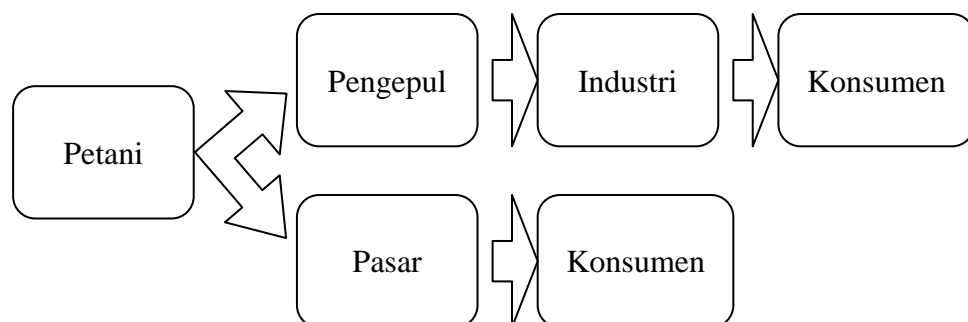 Petani
Pengepul
Industri
Konsumen
Pasar
Konsumen